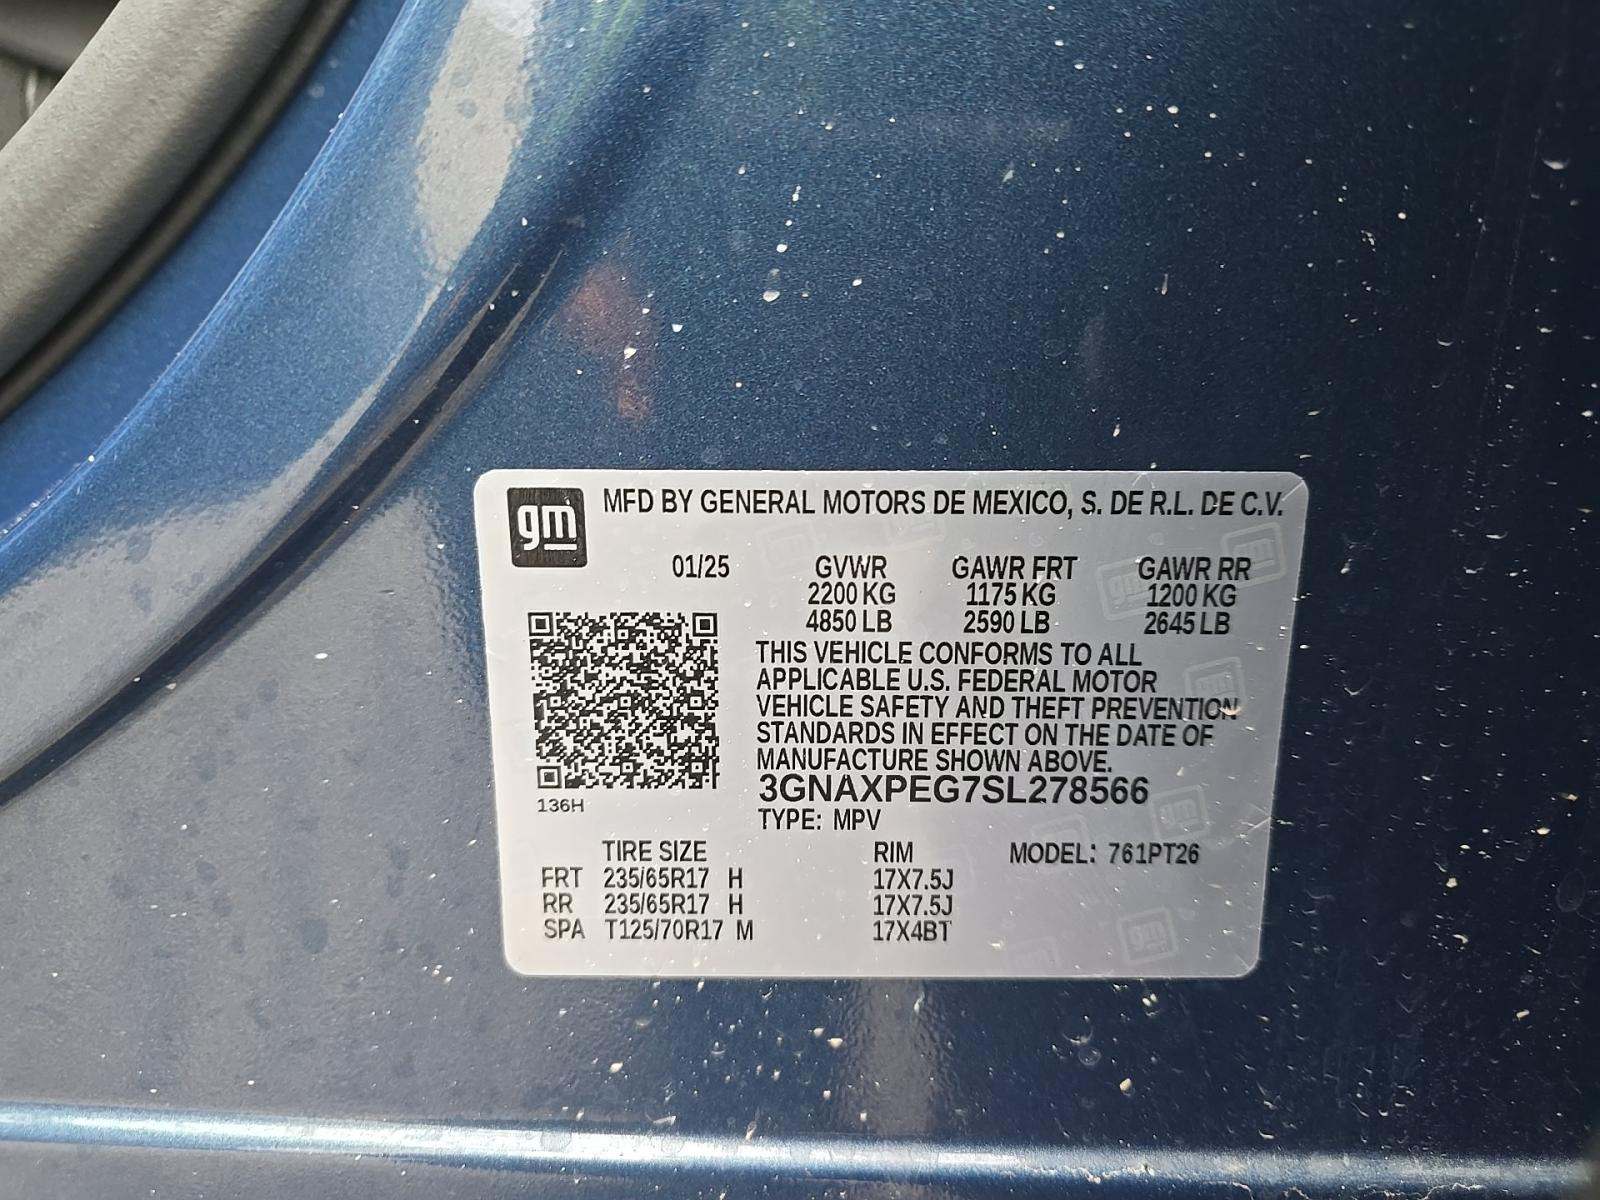 gm
MFD BY GENERAL MOTORS DE MEXICO, S. DE R.L. DE C.V.
01/25 GVWR GAWR FRT GAWR RR
2200 KG 1175 KG 1200 KG
4850 LB 2590 LB 2645 LB
THIS VEHICLE CONFORMS TO ALL
APPLICABLE U.S. FEDERAL MOTOR
VEHICLE SAFETY AND THEFT PREVENTION
STANDARDS IN EFFECT ON THE DATE OF
MANUFACTURE SHOWN ABOVE.
3GNAXPEG7SL278566
136H
TYPE: MPV
TIRE SIZE RIM MODEL: 761PT26
FRT 235/65R17 H 17X7.5J
RR 235/65R17 H 17X7.5J
SPA T125/70R17 M 17X4BT